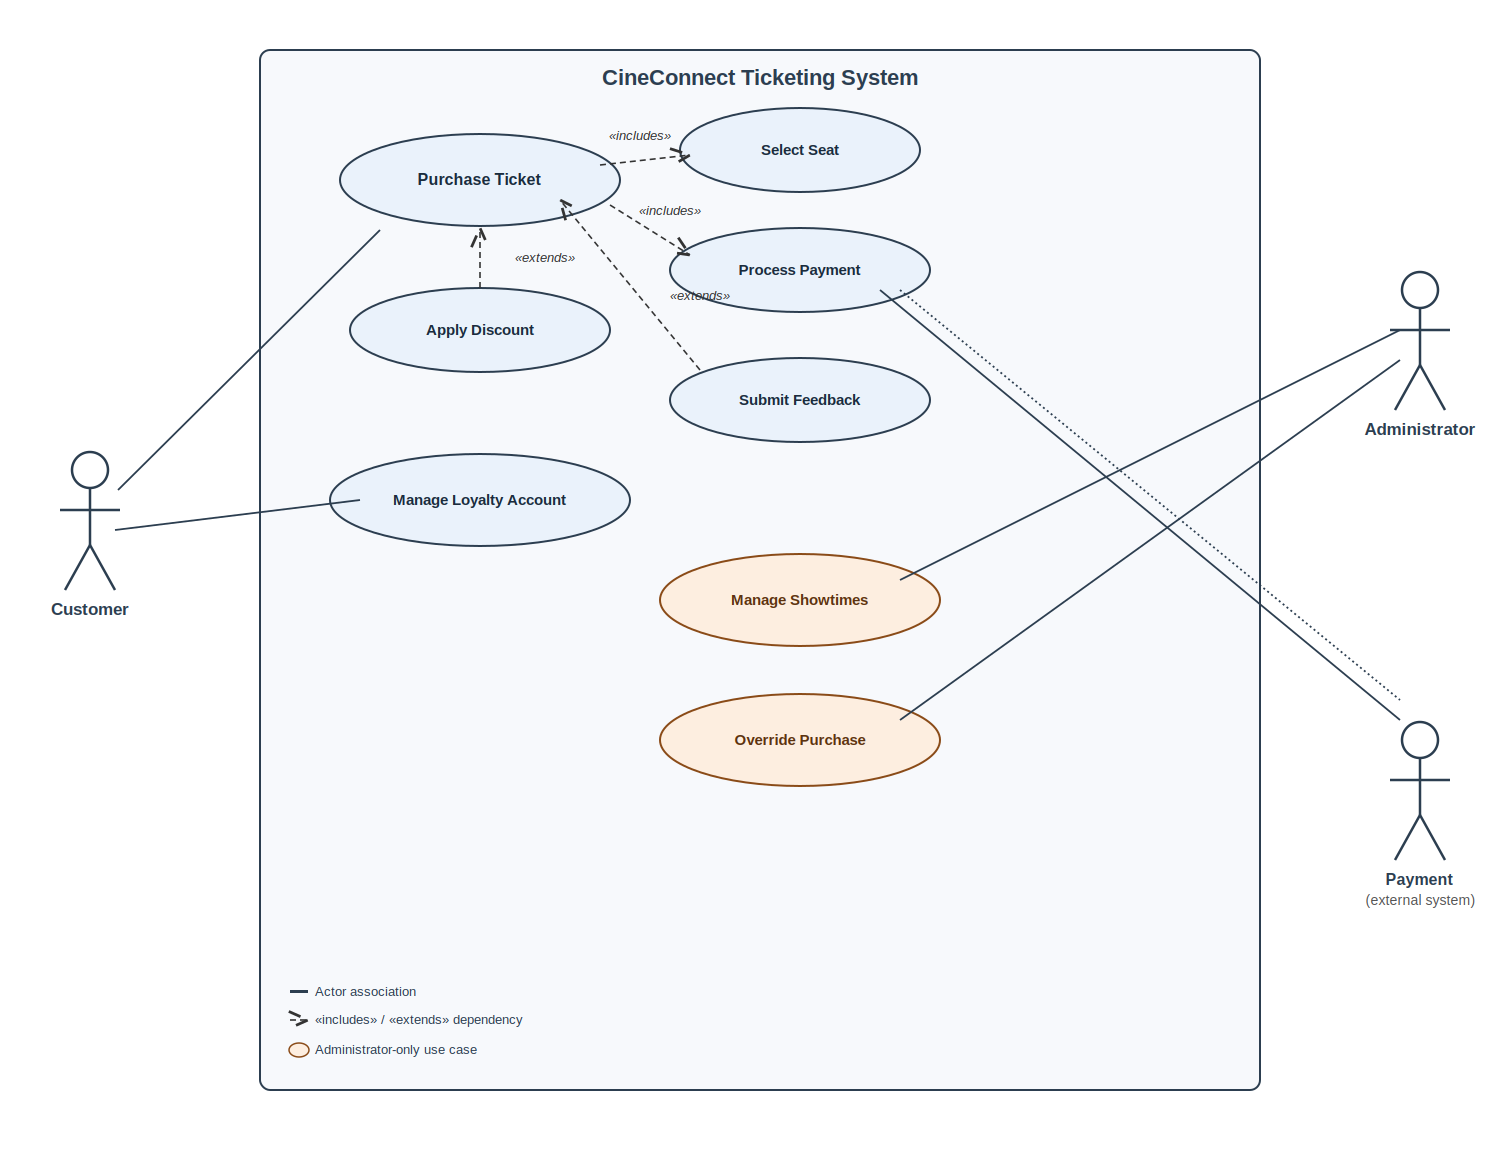 CineConnect Ticketing System
«includes»
Select Seat
Purchase Ticket
«includes»
«extends»
Process Payment
«extends»
Apply Discount
Submit Feedback
Administrator
Manage Loyalty Account
Customer
Manage Showtimes
Override Purchase
Payment
(external system)
Actor association
«includes» / «extends» dependency
Administrator-only use case